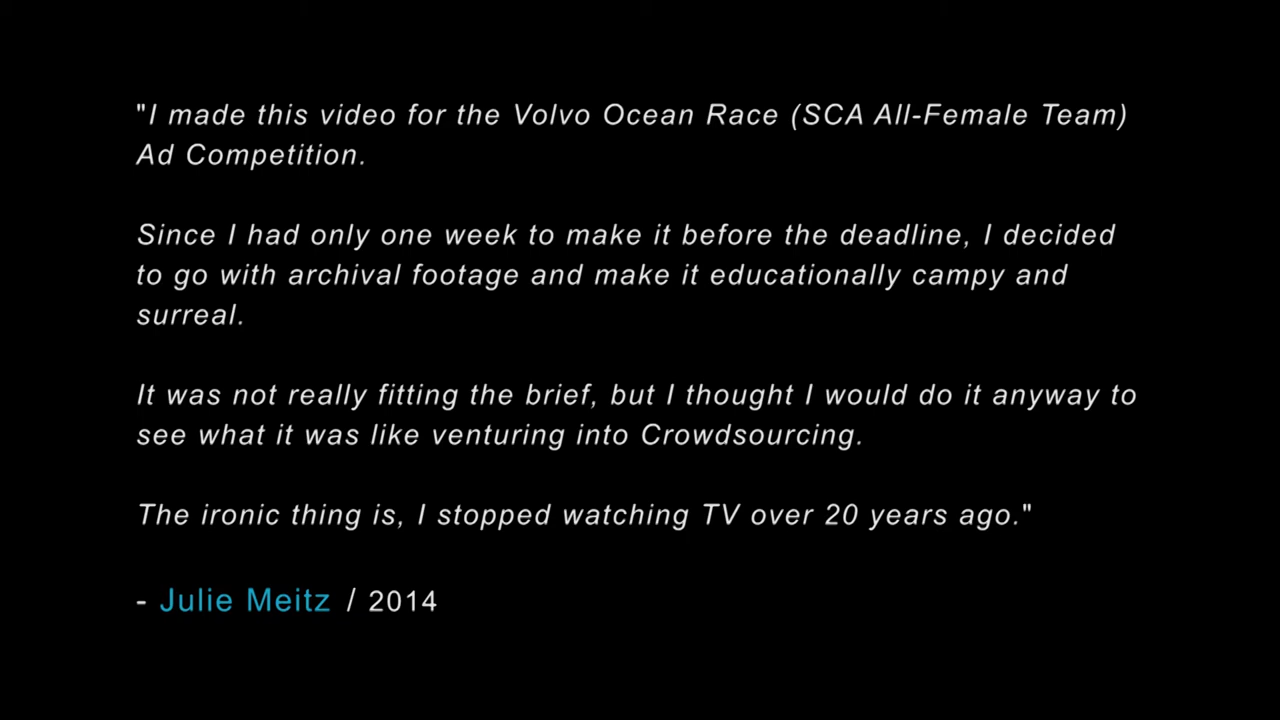 "I made this video for the Volvo Ocean Race (SCA All-Female Team)
Ad Competition.
Since I had only one week to make it before the deadline, I decided
to go with archival footage and make it educationally campy and
surreal.
It was not really fitting the brief, but I thought I would do it anyway to
see what it was like venturing into Crowdsourcing.
The ironic thing is, I stopped watching TV over 20 years ago."
- Julie Meitz / 2014